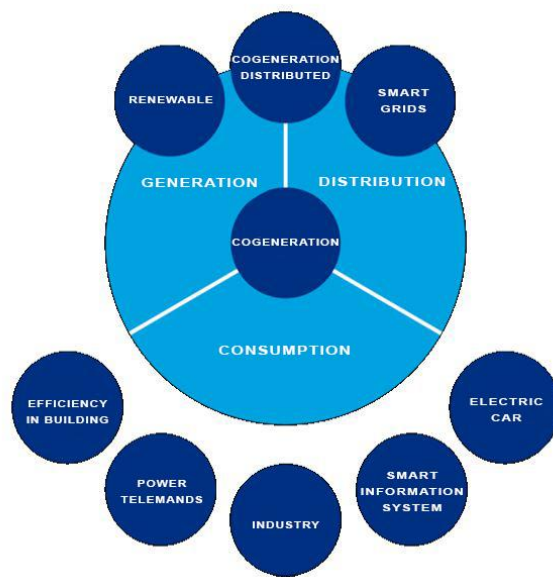 COGENERATION
DISTRIBUTED
RENEWABLE
SMART
GRIDS
GENERATION
DISTRIBUTION
COGENERATION
CONSUMPTION
EFFICIENCY
IN BUILDING
ELECTRIC
CAR
POWER
TELEMANDS
SMART
INFORMATION
SYSTEM
INDUSTRY